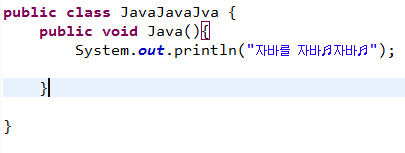 public class JavaJavaJva {
    public void Java(){
        System.out.println("자바를 자바♬자바♬");
    }
}